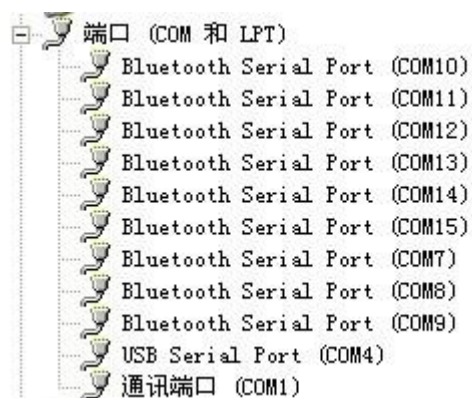 端口 (COM 和 LPT)
Bluetooth Serial Port (COM10)
Bluetooth Serial Port (COM11)
Bluetooth Serial Port (COM12)
Bluetooth Serial Port (COM13)
Bluetooth Serial Port (COM14)
Bluetooth Serial Port (COM15)
Bluetooth Serial Port (COM7)
Bluetooth Serial Port (COM8)
Bluetooth Serial Port (COM9)
USB Serial Port (COM4)
通讯端口 (COM1)